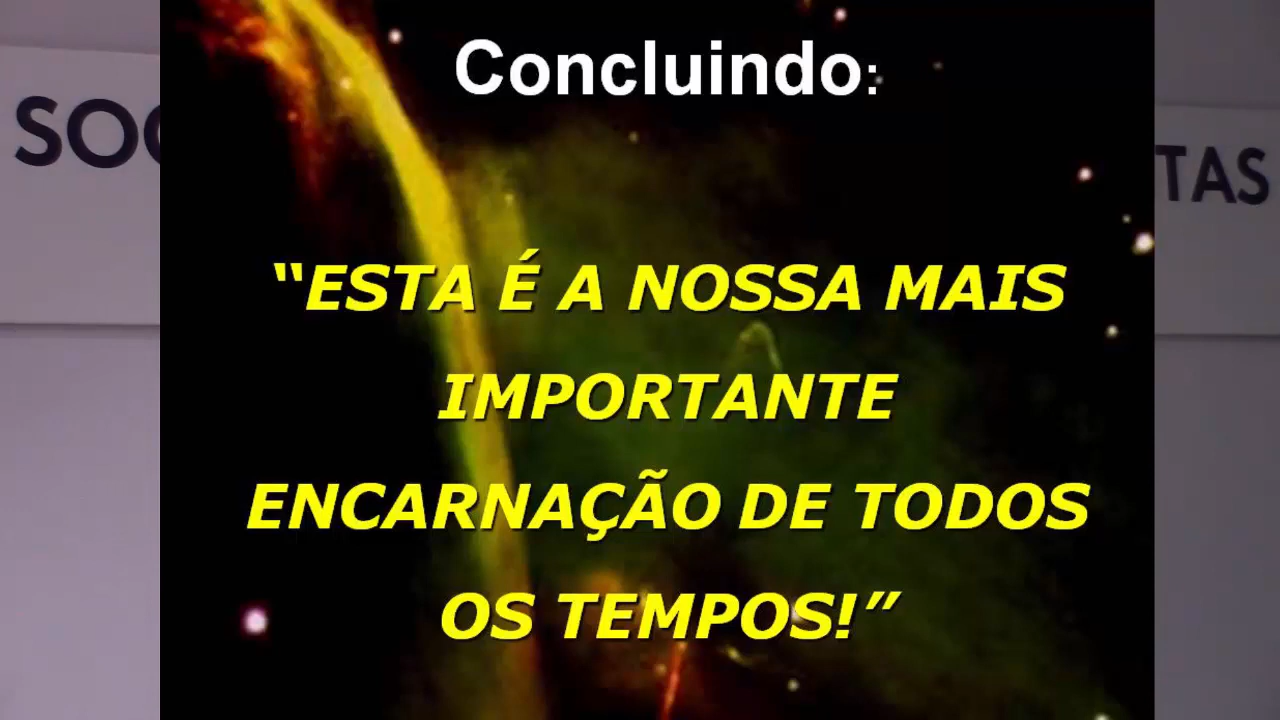 Concluindo:
“ESTA É A NOSSA MAIS
IMPORTANTE
ENCARNAÇÃO DE TODOS
OS TEMPOS!”